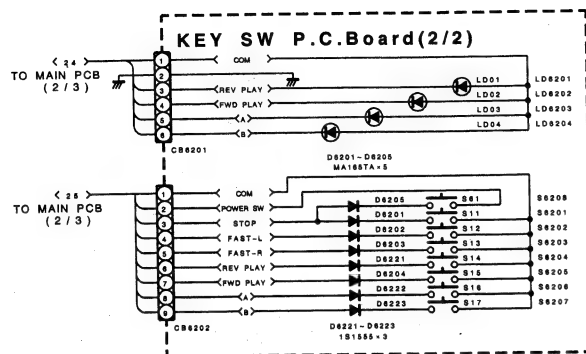 KEY SW P.C.Board(2/2)
< 24 >
TO MAIN PCB
(2/3)
1 COM
2
3 REV PLAY LD01 LD6201
4 FWD PLAY LD02 LD6202
5 <A> LD03 LD6203
6 <B> LD04 LD6204
CB6201
D6201~D6205
MA165TA×5
< 25 >
TO MAIN PCB
(2/3)
1 COM
2 POWER SW D6205 S61 S6208
3 STOP D6201 S11 S6201
4 FAST-L D6202 S12 S6202
5 FAST-R D6203 S13 S6203
6 REV PLAY D6221 S14 S6204
7 FWD PLAY D6204 S15 S6205
8 <A> D6222 S16 S6206
9 <B> D6223 S17 S6207
CB6202
D6221~D6223
1S1555×3